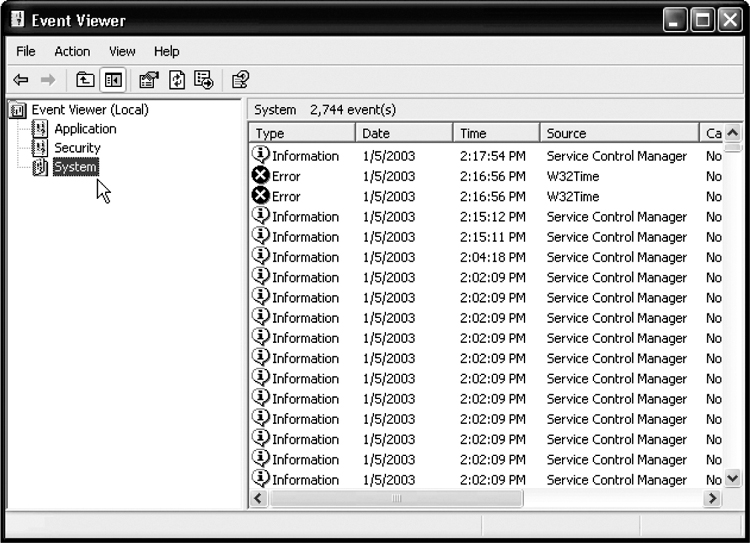 Event Viewer
File Action View Help
Event Viewer (Local)
Application
Security
System
System 2,744 event(s)
Type Date Time Source Ca
Information 1/5/2003 2:17:54 PM Service Control Manager No
Error 1/5/2003 2:16:56 PM W32Time No
Error 1/5/2003 2:16:56 PM W32Time No
Information 1/5/2003 2:15:12 PM Service Control Manager No
Information 1/5/2003 2:15:11 PM Service Control Manager No
Information 1/5/2003 2:04:18 PM Service Control Manager No
Information 1/5/2003 2:02:09 PM Service Control Manager No
Information 1/5/2003 2:02:09 PM Service Control Manager No
Information 1/5/2003 2:02:09 PM Service Control Manager No
Information 1/5/2003 2:02:09 PM Service Control Manager No
Information 1/5/2003 2:02:09 PM Service Control Manager No
Information 1/5/2003 2:02:09 PM Service Control Manager No
Information 1/5/2003 2:02:09 PM Service Control Manager No
Information 1/5/2003 2:02:09 PM Service Control Manager No
Information 1/5/2003 2:02:09 PM Service Control Manager No
Information 1/5/2003 2:02:09 PM Service Control Manager No
Information 1/5/2003 2:02:09 PM Service Control Manager No